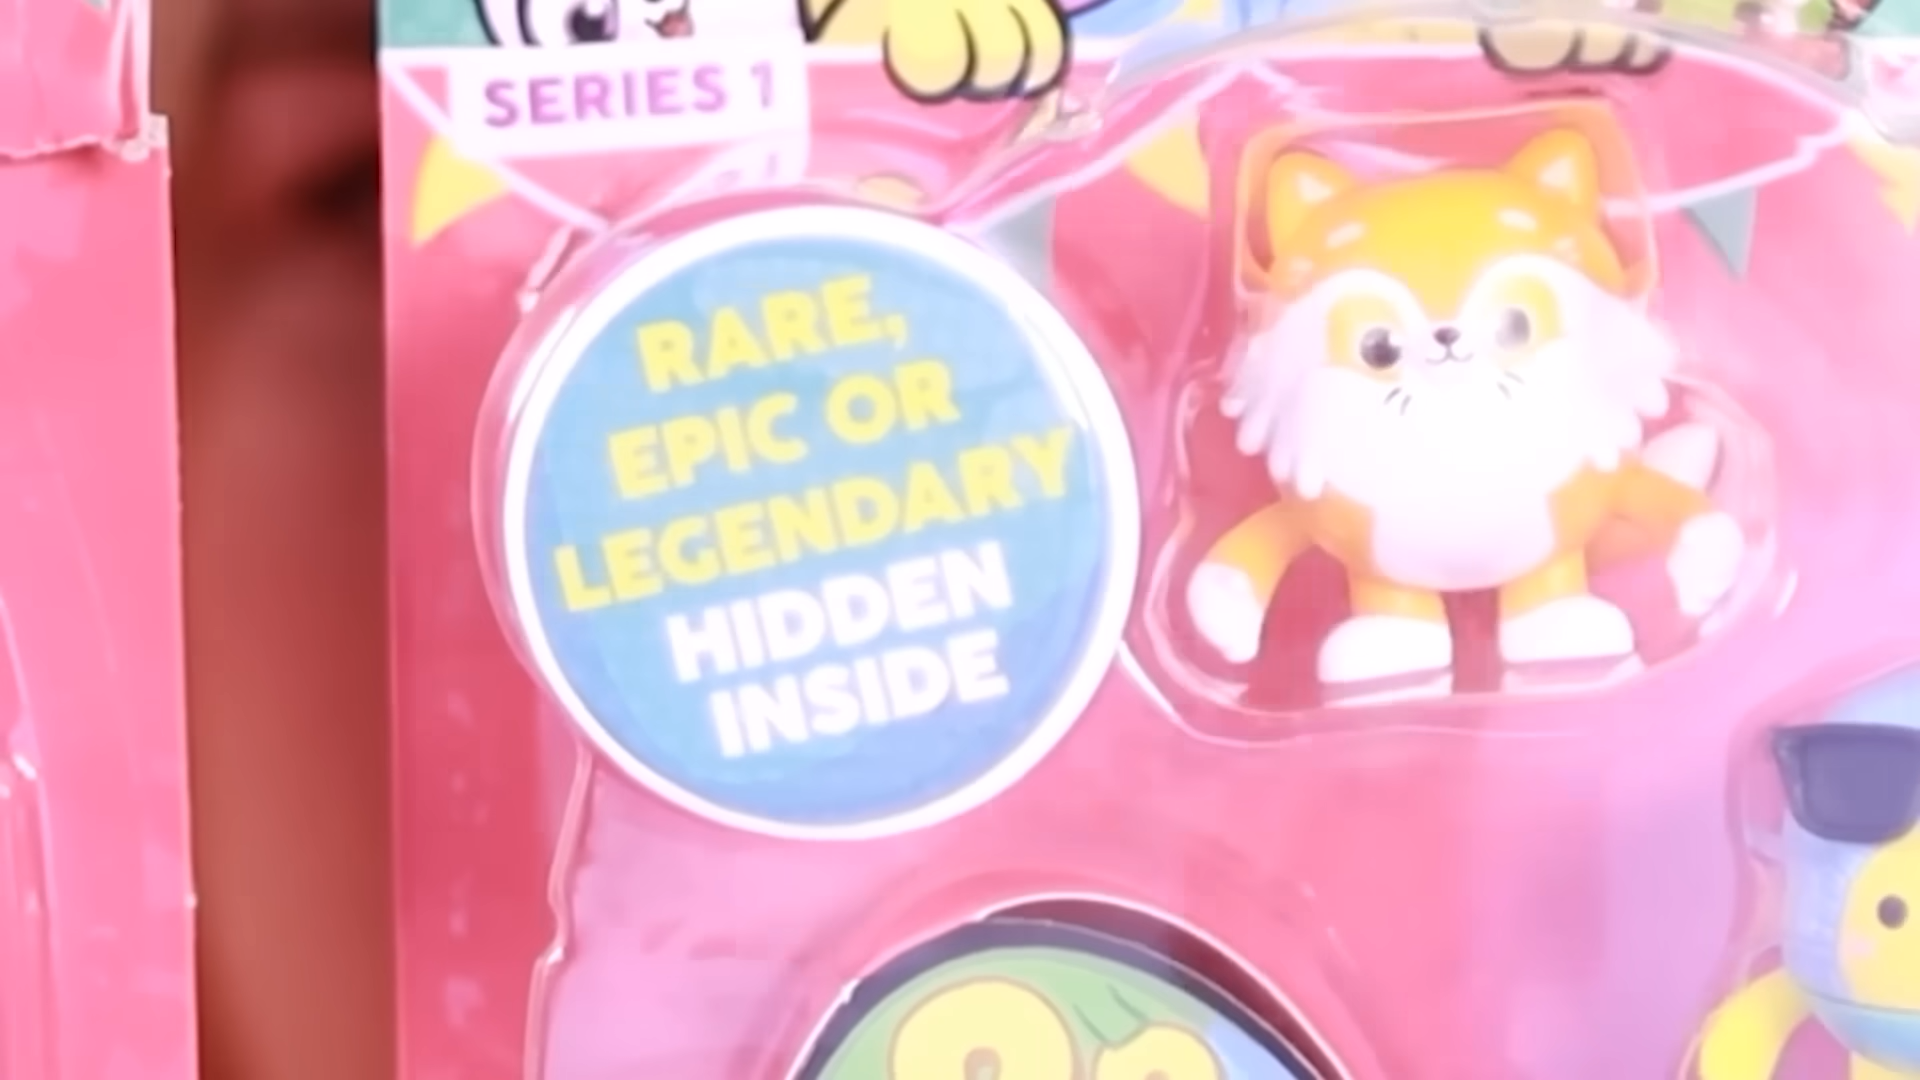 SERIES 1
RARE,
EPIC OR
LEGENDARY
HIDDEN
INSIDE